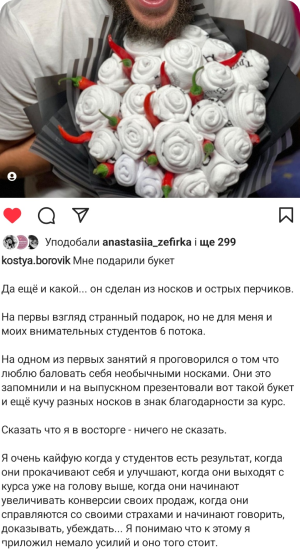 Уподобали anastasiia_zefirka і ще 299
kostya.borovik Мне подарили букет
Да ещё и какой... он сделан из носков и острых перчиков.
На первы взгляд странный подарок, но не для меня и
моих внимательных студентов 6 потока.
На одном из первых занятий я проговорился о том что
люблю баловать себя необычными носками. Они это
запомнили и на выпускном презентовали вот такой букет
и ещё кучу разных носков в знак благодарности за курс.
Сказать что я в восторге - ничего не сказать.
Я очень кайфую когда у студентов есть результат, когда
они прокачивают себя и улучшают, когда они выходят с
курса уже на голову выше, когда они начинают
увеличивать конверсии своих продаж, когда они
справляются со своими страхами и начинают говорить,
доказывать, убеждать... Я понимаю что к этому я
приложил немало усилий и оно того стоит.